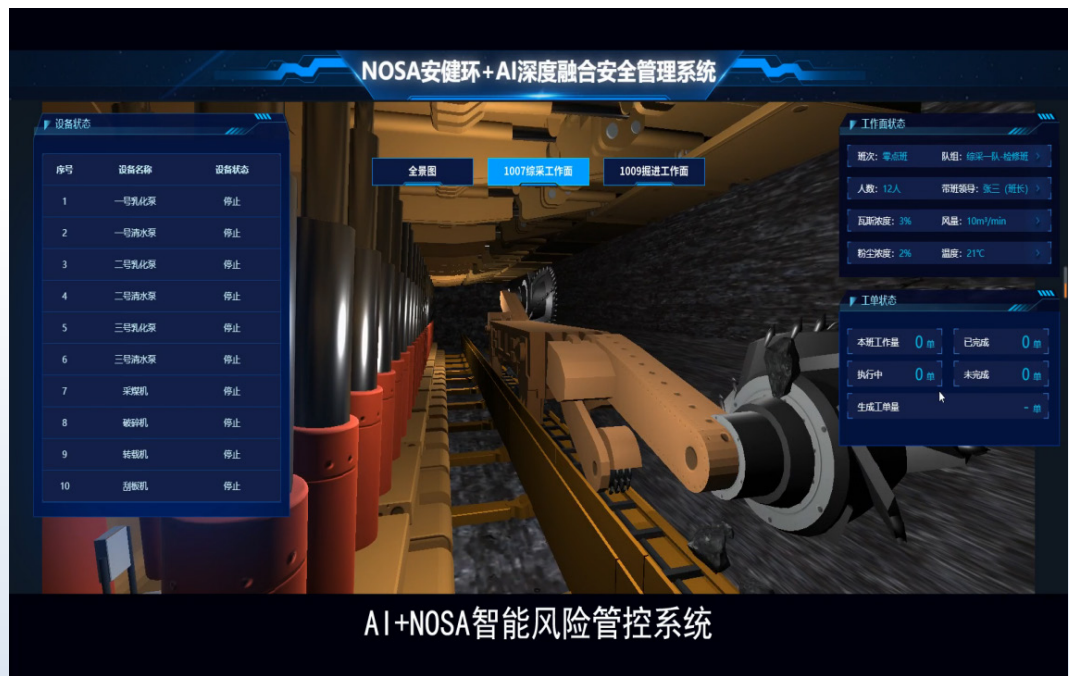 NOSA安健环+AI深度融合安全管理系统
设备状态
序号 设备名称 设备状态
1 一号乳化泵 停止
2 一号清水泵 停止
3 二号乳化泵 停止
4 二号清水泵 停止
5 三号乳化泵 停止
6 三号清水泵 停止
7 采煤机 停止
8 破碎机 停止
9 转载机 停止
10 刮板机 停止
全景图 1007综采工作面 1009掘进工作面
工作面状态
班次: 零点班 队组: 综采一队-检修班
人数: 12人 带班领导: 张三 (班长)
瓦斯浓度: 3% 风量: 10m³/min
粉尘浓度: 2% 温度: 21℃
工单状态
本班工作量 0 单 已完成 0 单
执行中 0 单 未完成 0 单
生成工单量 - 单
AI+NOSA智能风险管控系统